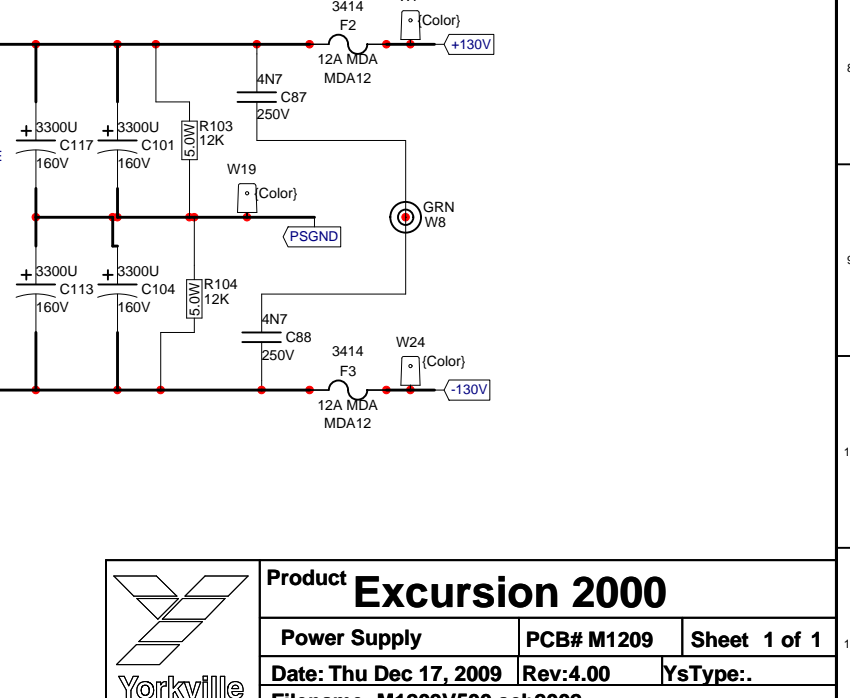 3414
F2
{Color}
+130V
12A MDA
MDA12
4N7
C87
250V
3300U
C117
160V
3300U
C101
160V
5.0W
R103
12K
W19
{Color}
GRN
W8
PSGND
3300U
C113
160V
3300U
C104
160V
5.0W
R104
12K
4N7
C88
250V
3414
F3
W24
{Color}
-130V
12A MDA
MDA12
Product Excursion 2000
Power Supply
PCB# M1209
Sheet 1 of 1
Date: Thu Dec 17, 2009
Rev:4.00
YsType:.
Yorkville